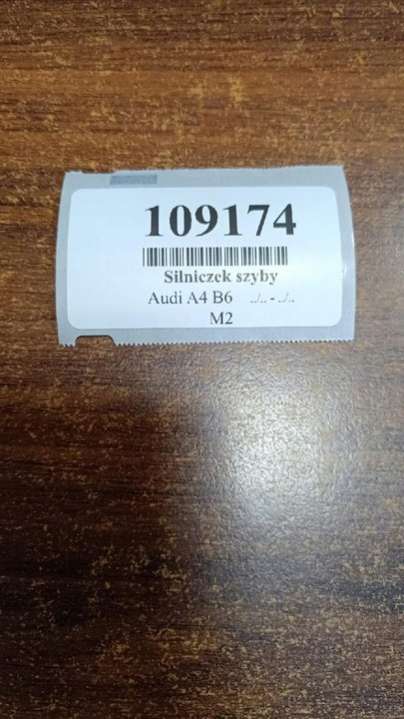 109174
Silniczek szyby
Audi A4 B6 ../.. - ../..
M2